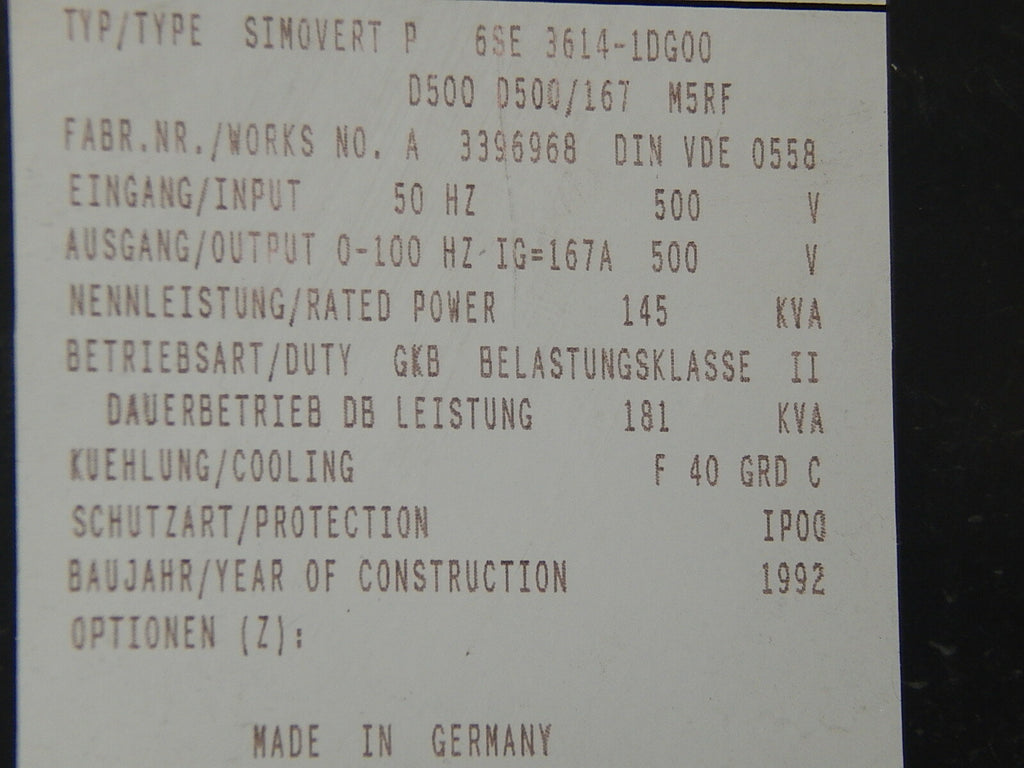 TYP/TYPE SIMOVERT P 6SE 3614-1DG00
D500 D500/167 M5RF
FABR.NR./WORKS NO. A 3396968 DIN VDE 0558
EINGANG/INPUT 50 HZ 500 V
AUSGANG/OUTPUT 0-100 HZ IG=167A 500 V
NENNLEISTUNG/RATED POWER 145 KVA
BETRIEBSART/DUTY GKB BELASTUNGSKLASSE II
DAUERBETRIEB DB LEISTUNG 181 KVA
KUEHLUNG/COOLING F 40 GRD C
SCHUTZART/PROTECTION IP00
BAUJAHR/YEAR OF CONSTRUCTION 1992
OPTIONEN (Z):
MADE IN GERMANY